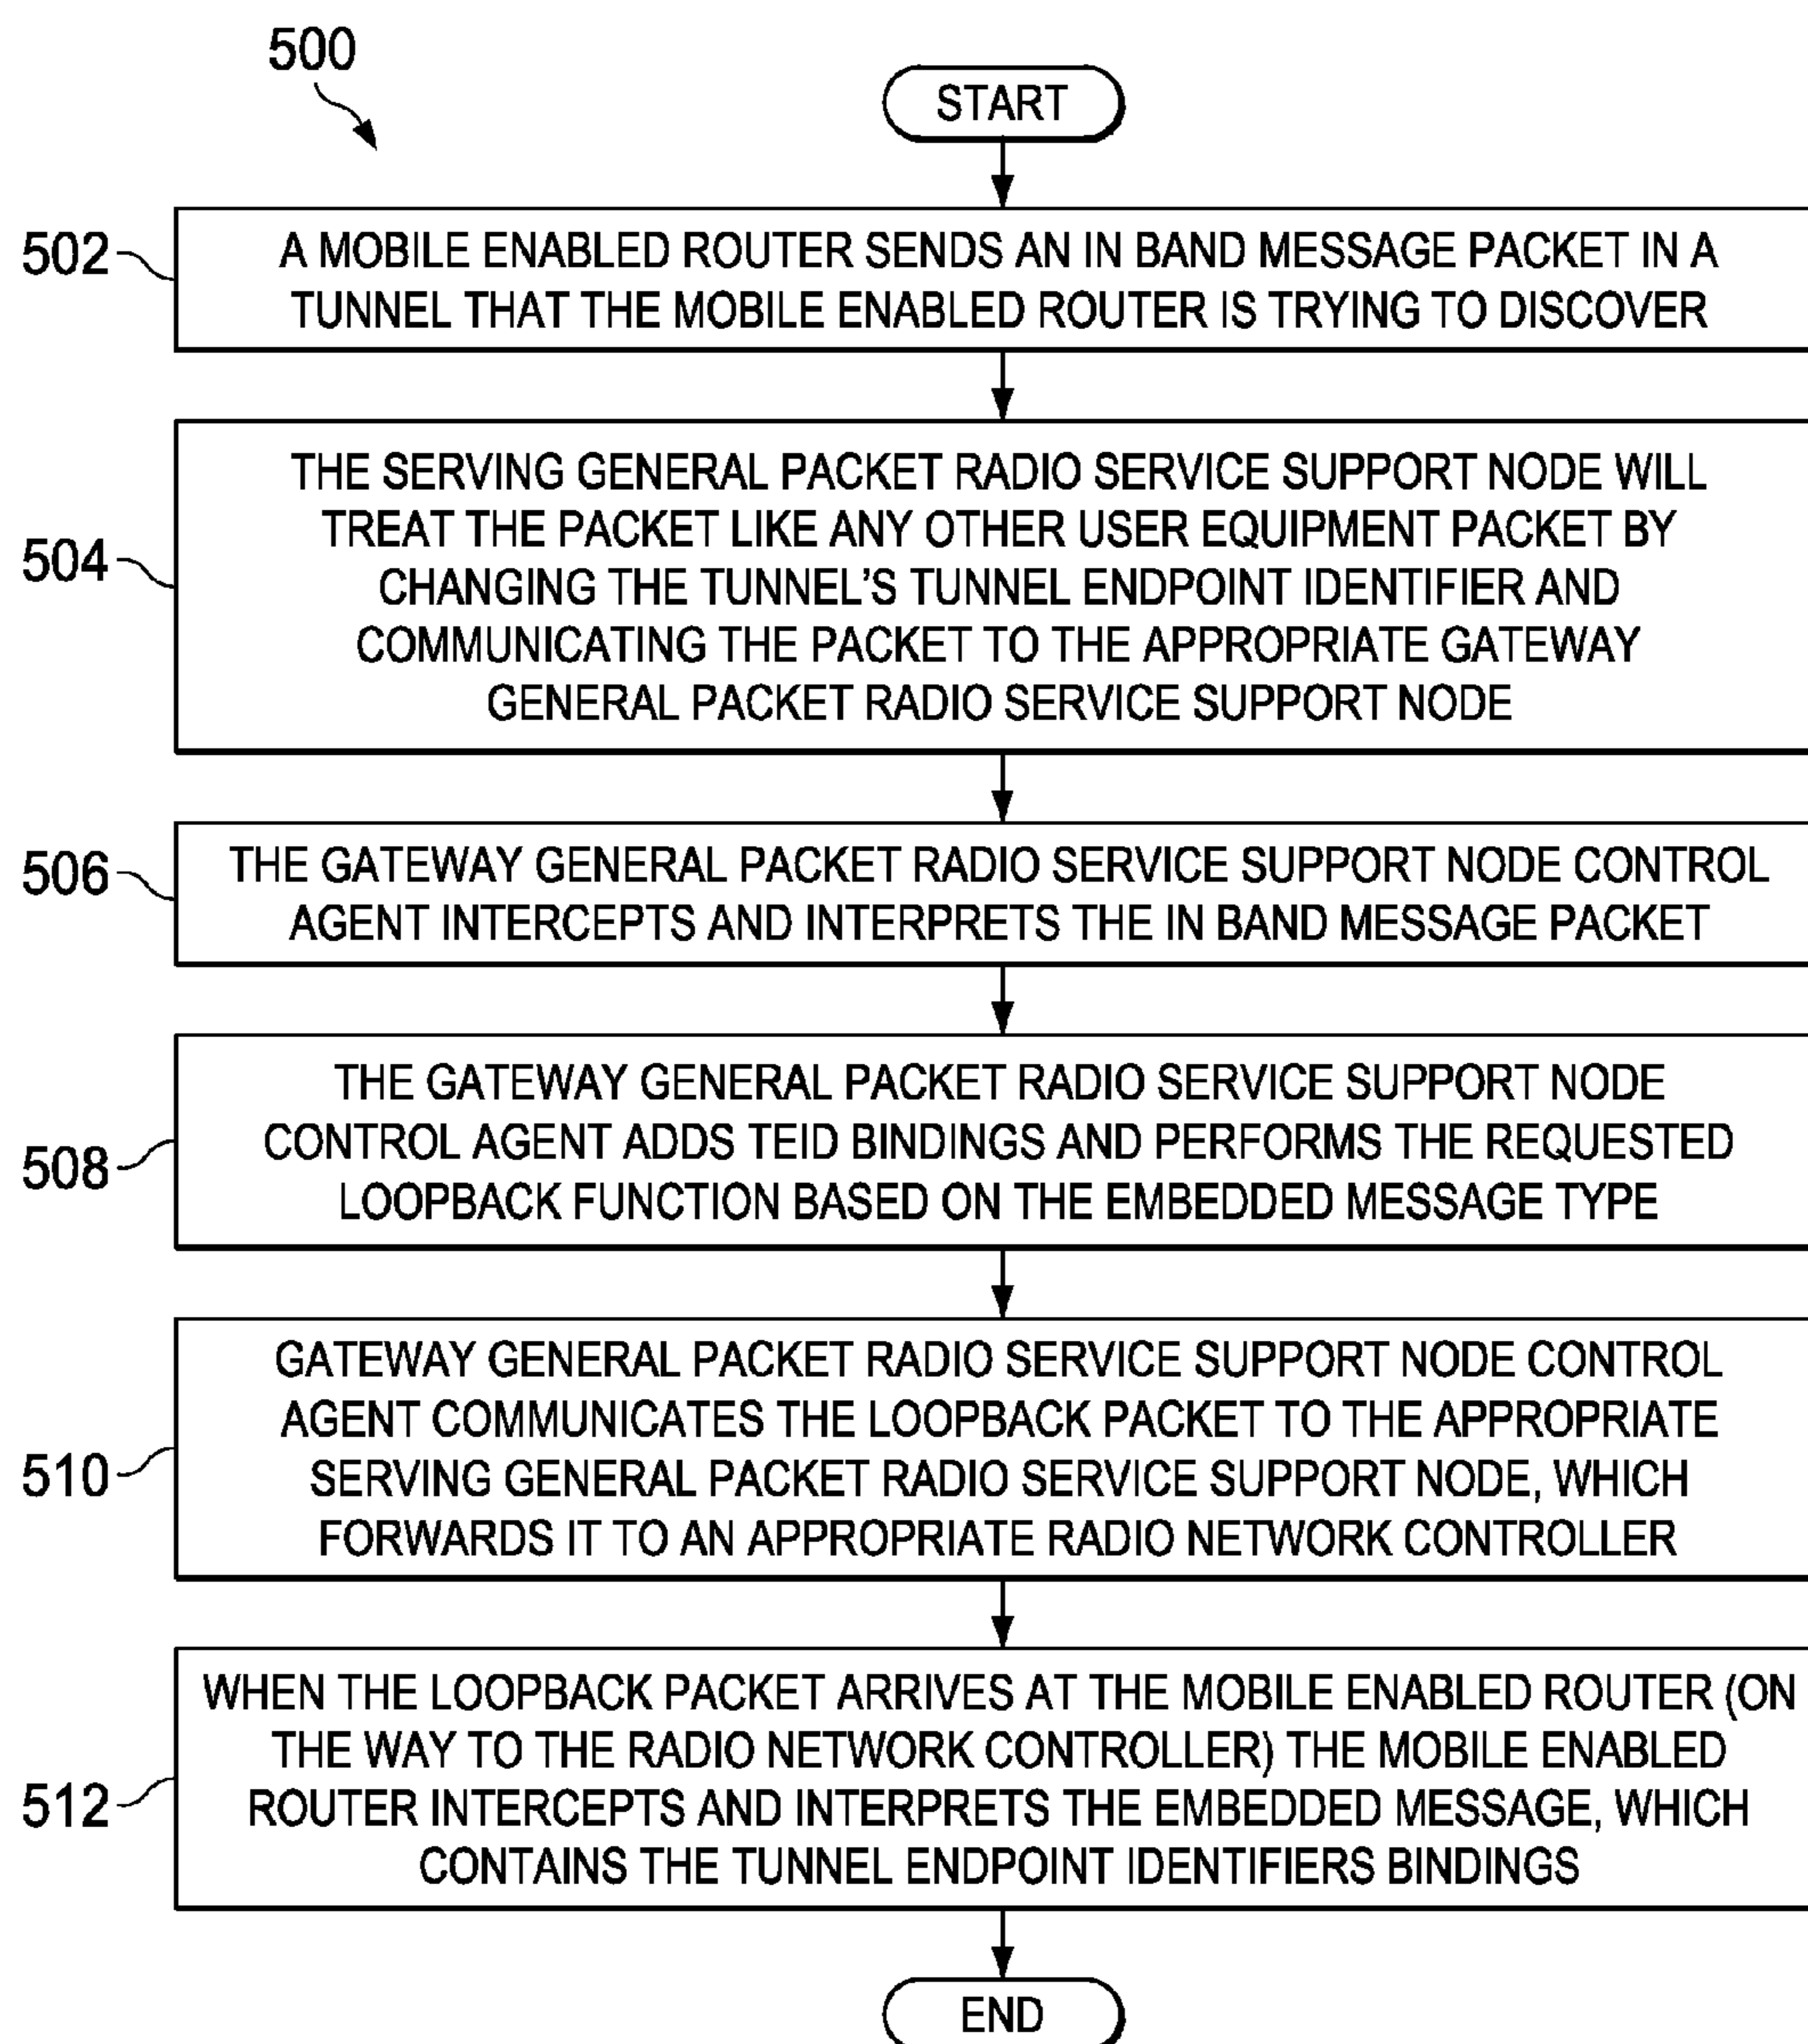 500
START
502
A MOBILE ENABLED ROUTER SENDS AN IN BAND MESSAGE PACKET IN A
TUNNEL THAT THE MOBILE ENABLED ROUTER IS TRYING TO DISCOVER
504
THE SERVING GENERAL PACKET RADIO SERVICE SUPPORT NODE WILL
TREAT THE PACKET LIKE ANY OTHER USER EQUIPMENT PACKET BY
CHANGING THE TUNNEL'S TUNNEL ENDPOINT IDENTIFIER AND
COMMUNICATING THE PACKET TO THE APPROPRIATE GATEWAY
GENERAL PACKET RADIO SERVICE SUPPORT NODE
506
THE GATEWAY GENERAL PACKET RADIO SERVICE SUPPORT NODE CONTROL
AGENT INTERCEPTS AND INTERPRETS THE IN BAND MESSAGE PACKET
508
THE GATEWAY GENERAL PACKET RADIO SERVICE SUPPORT NODE
CONTROL AGENT ADDS TEID BINDINGS AND PERFORMS THE REQUESTED
LOOPBACK FUNCTION BASED ON THE EMBEDDED MESSAGE TYPE
510
GATEWAY GENERAL PACKET RADIO SERVICE SUPPORT NODE CONTROL
AGENT COMMUNICATES THE LOOPBACK PACKET TO THE APPROPRIATE
SERVING GENERAL PACKET RADIO SERVICE SUPPORT NODE, WHICH
FORWARDS IT TO AN APPROPRIATE RADIO NETWORK CONTROLLER
512
WHEN THE LOOPBACK PACKET ARRIVES AT THE MOBILE ENABLED ROUTER (ON
THE WAY TO THE RADIO NETWORK CONTROLLER) THE MOBILE ENABLED
ROUTER INTERCEPTS AND INTERPRETS THE EMBEDDED MESSAGE, WHICH
CONTAINS THE TUNNEL ENDPOINT IDENTIFIERS BINDINGS
END